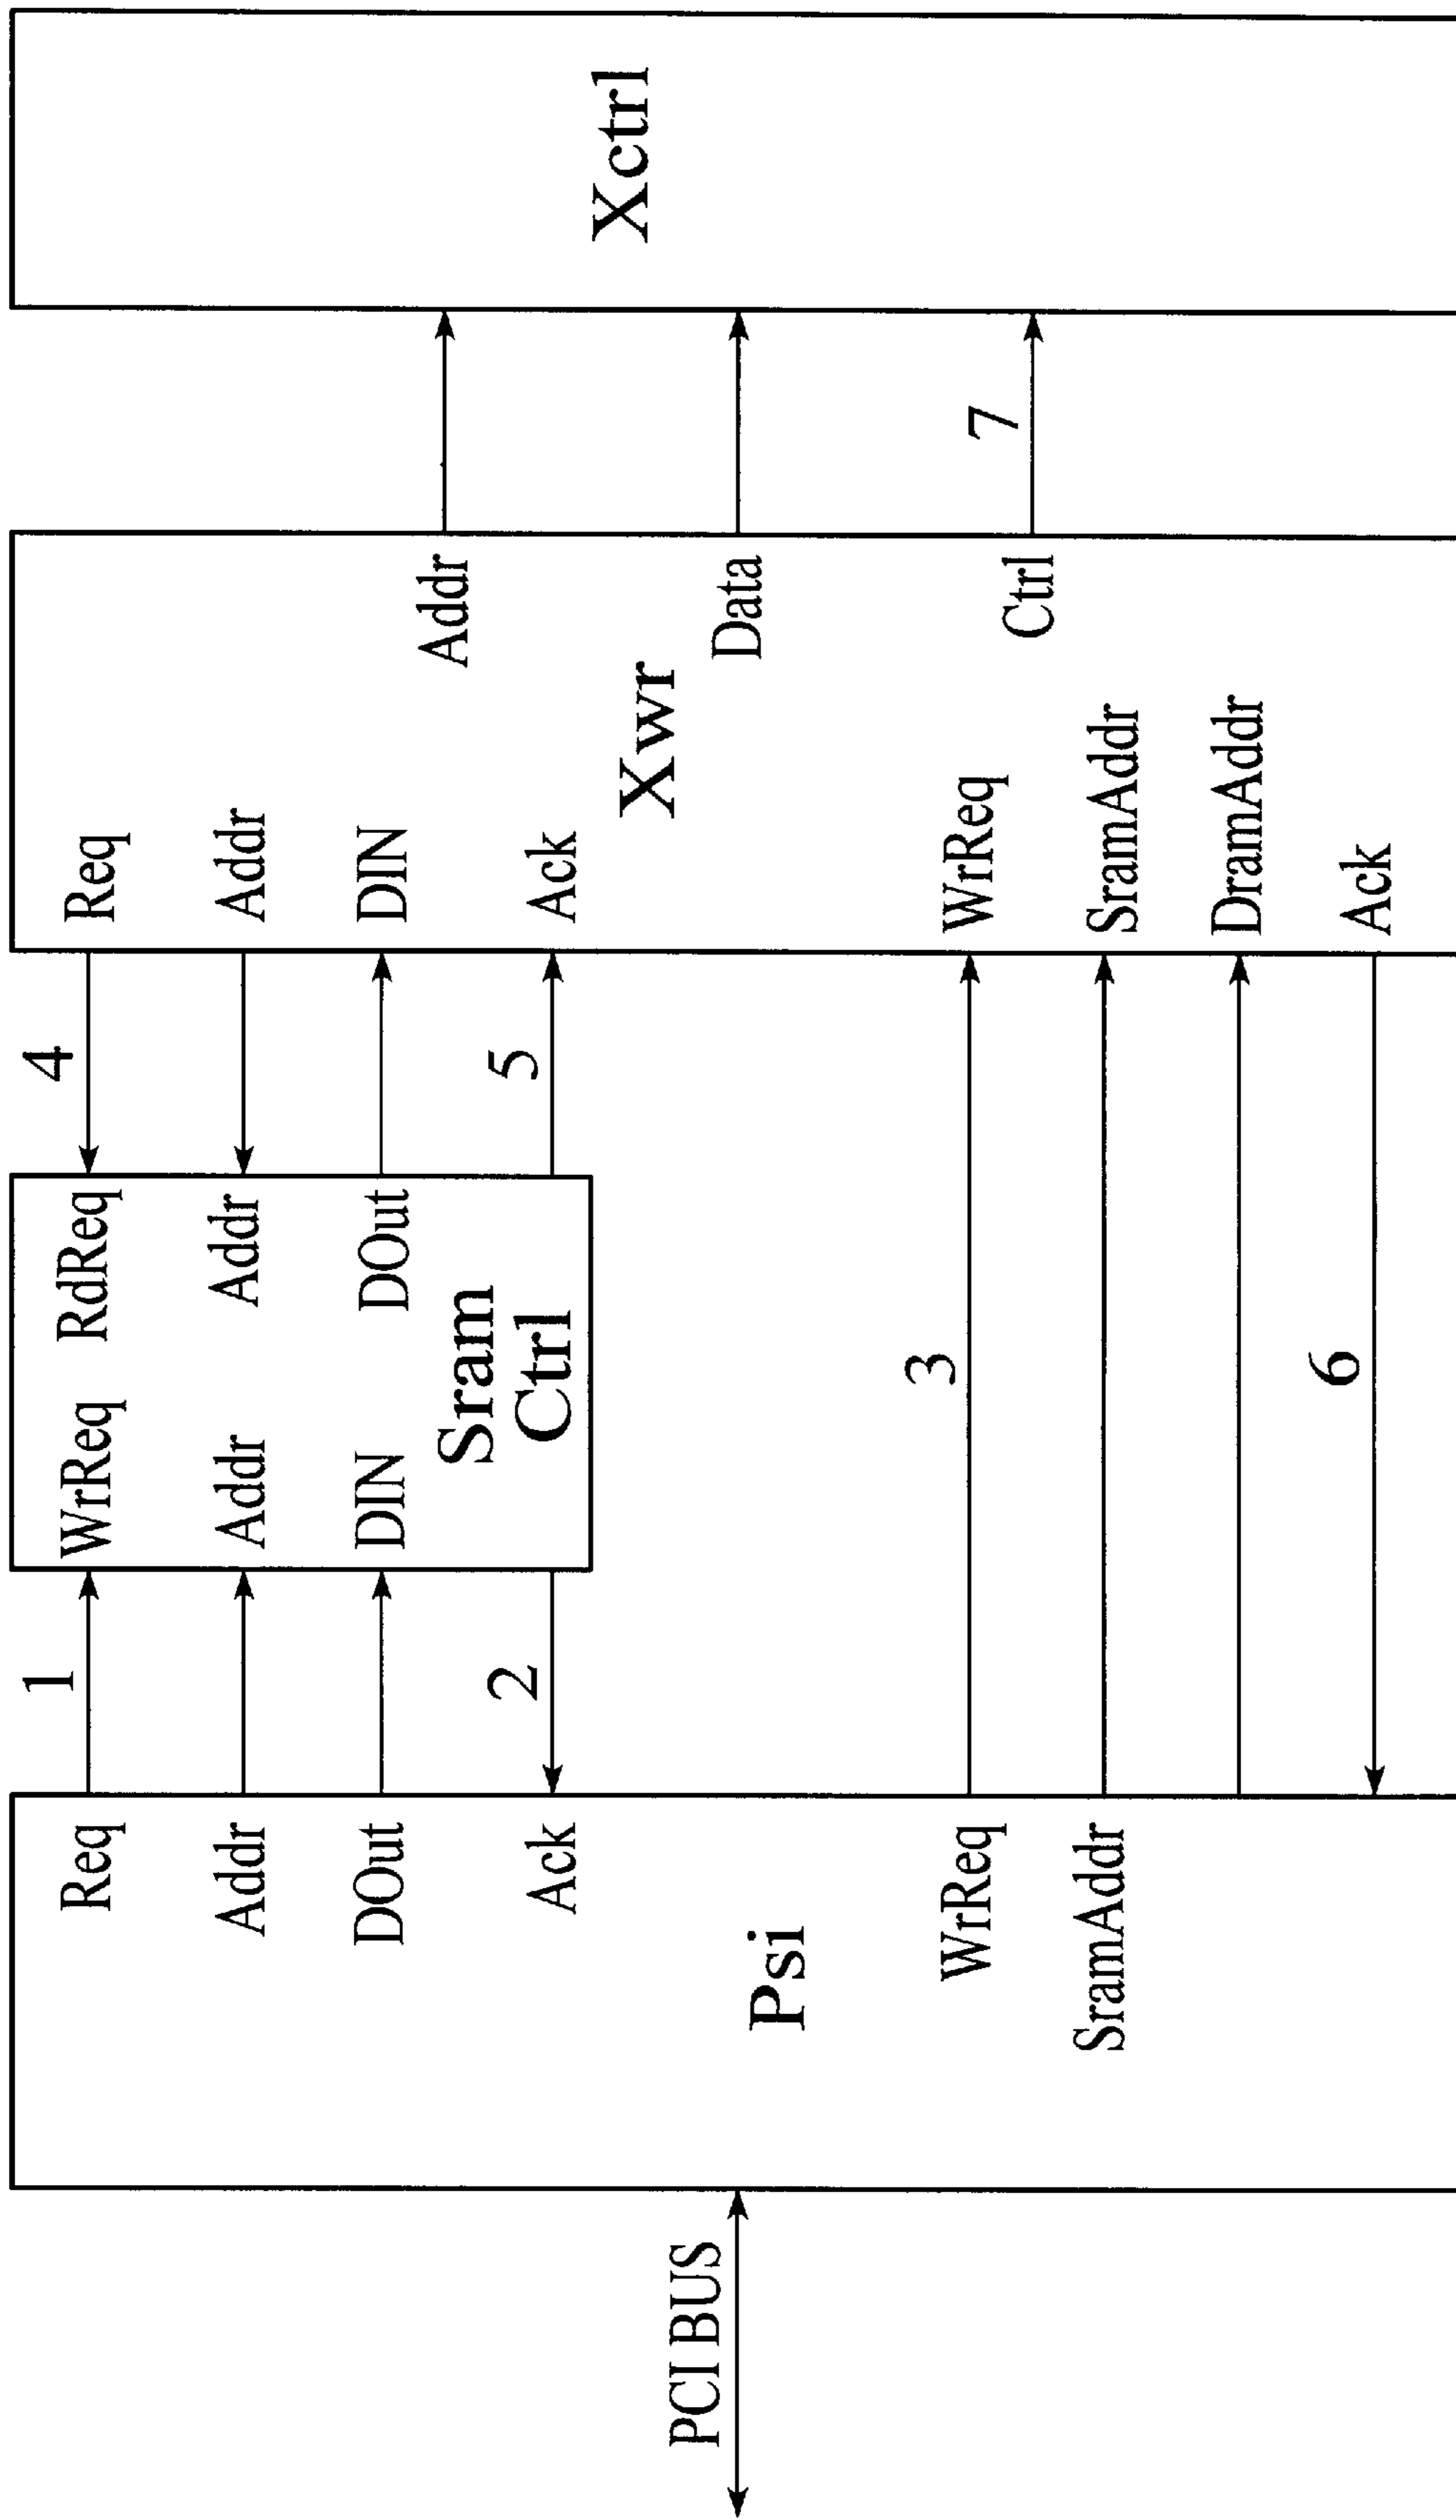 1
4
Req
WrReq
RdReq
Req
Addr
Addr
Addr
Addr
DOut
DIN
DOut
DIN
Addr
Sram
Ctrl
2
5
Ack
Ack
Xctrl
Xwr
PCI BUS
Data
Psi
3
WrReq
WrReq
7
Ctrl
SramAddr
SramAddr
DramAddr
6
Ack